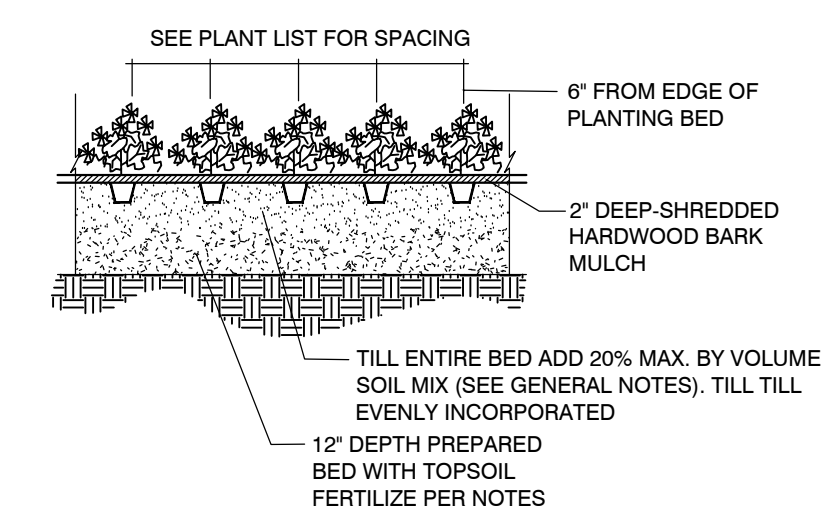 SEE PLANT LIST FOR SPACING
6" FROM EDGE OF
PLANTING BED
2" DEEP-SHREDDED
HARDWOOD BARK
MULCH
TILL ENTIRE BED ADD 20% MAX. BY VOLUME
SOIL MIX (SEE GENERAL NOTES). TILL TILL
EVENLY INCORPORATED
12" DEPTH PREPARED
BED WITH TOPSOIL
FERTILIZE PER NOTES